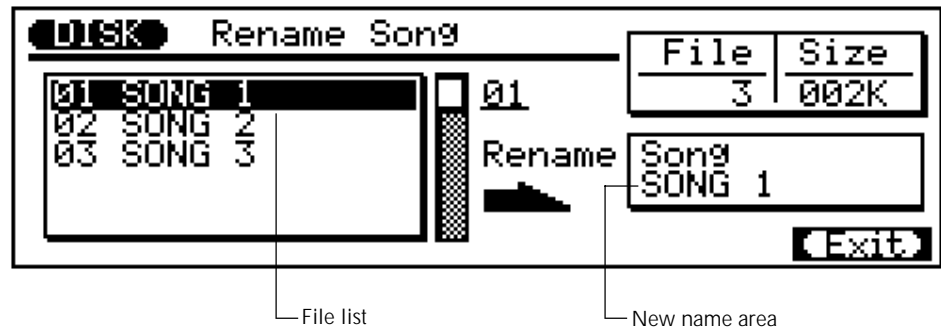 DISK Rename Song
File Size
3 002K
01 SONG 1
02 SONG 2
03 SONG 3
01
Rename
Song
SONG 1
Exit
File list
New name area